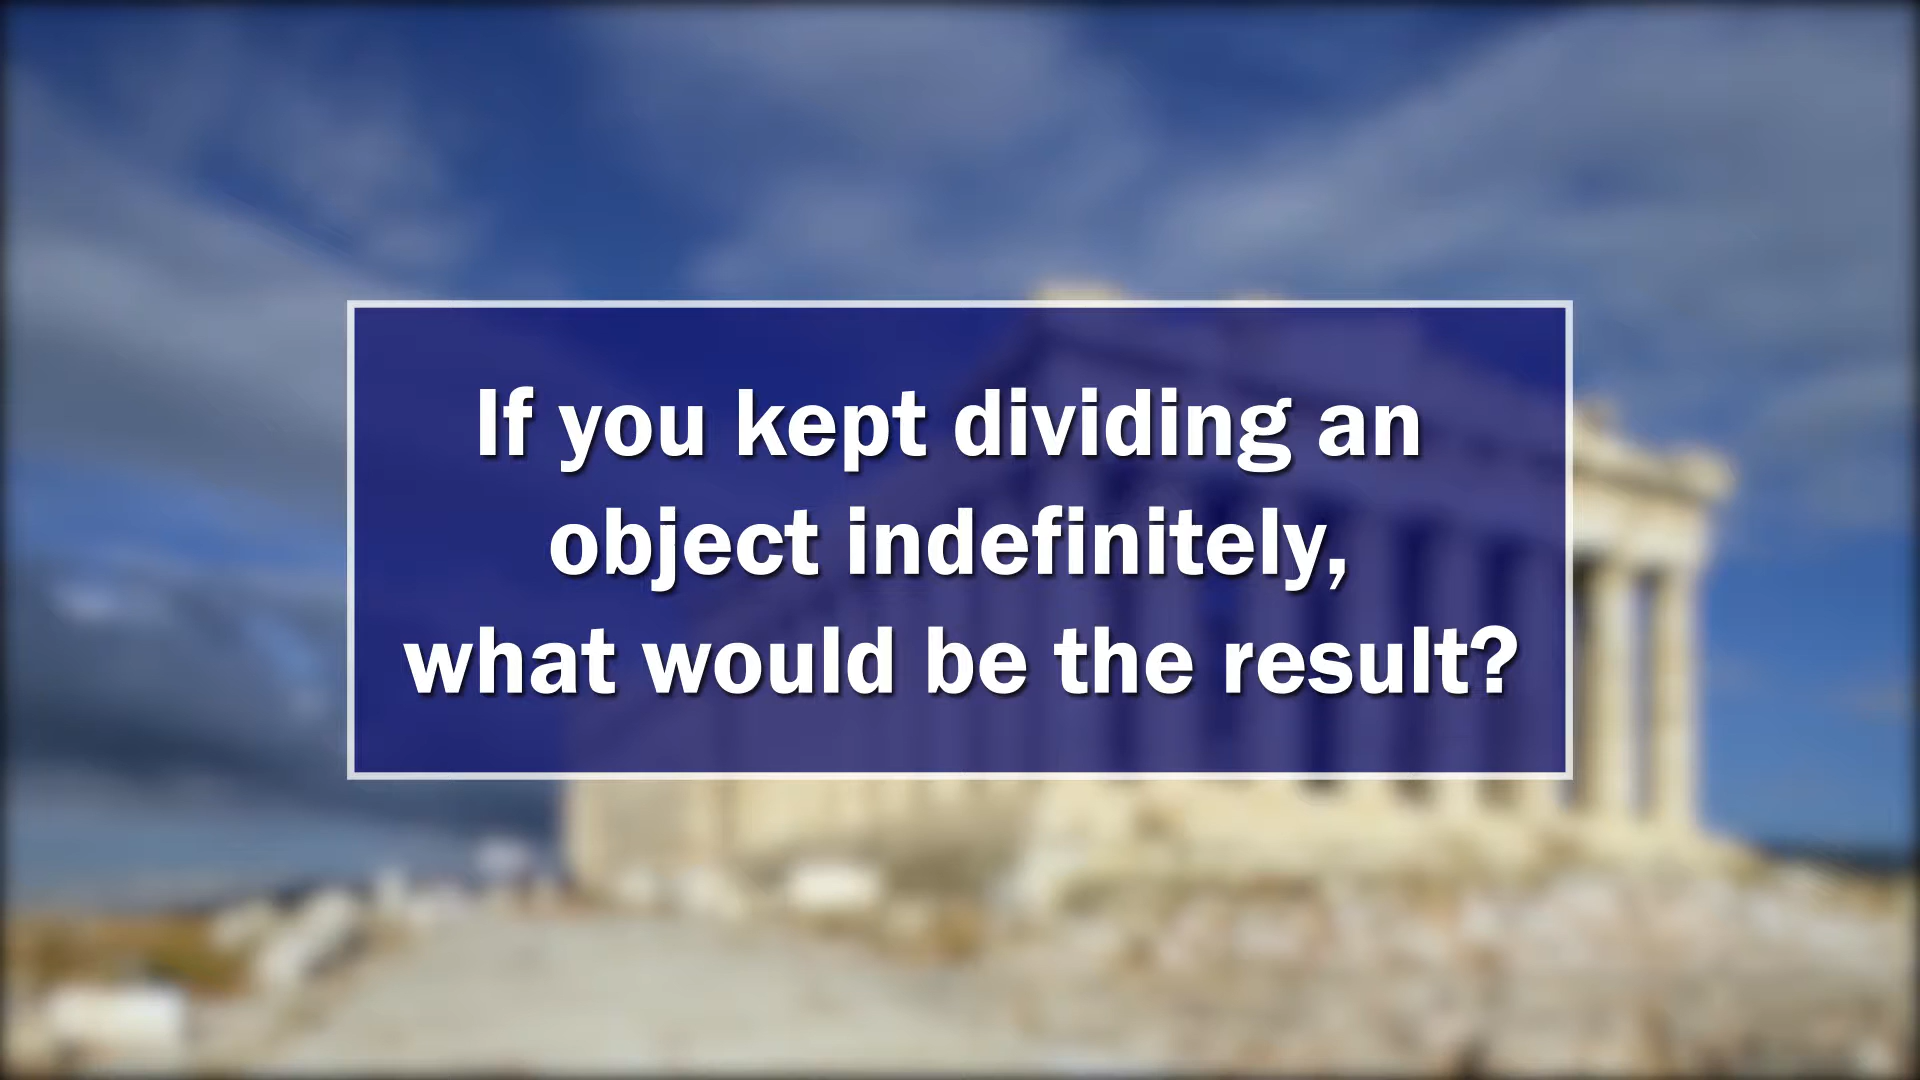 If you kept dividing an
object indefinitely,
what would be the result?